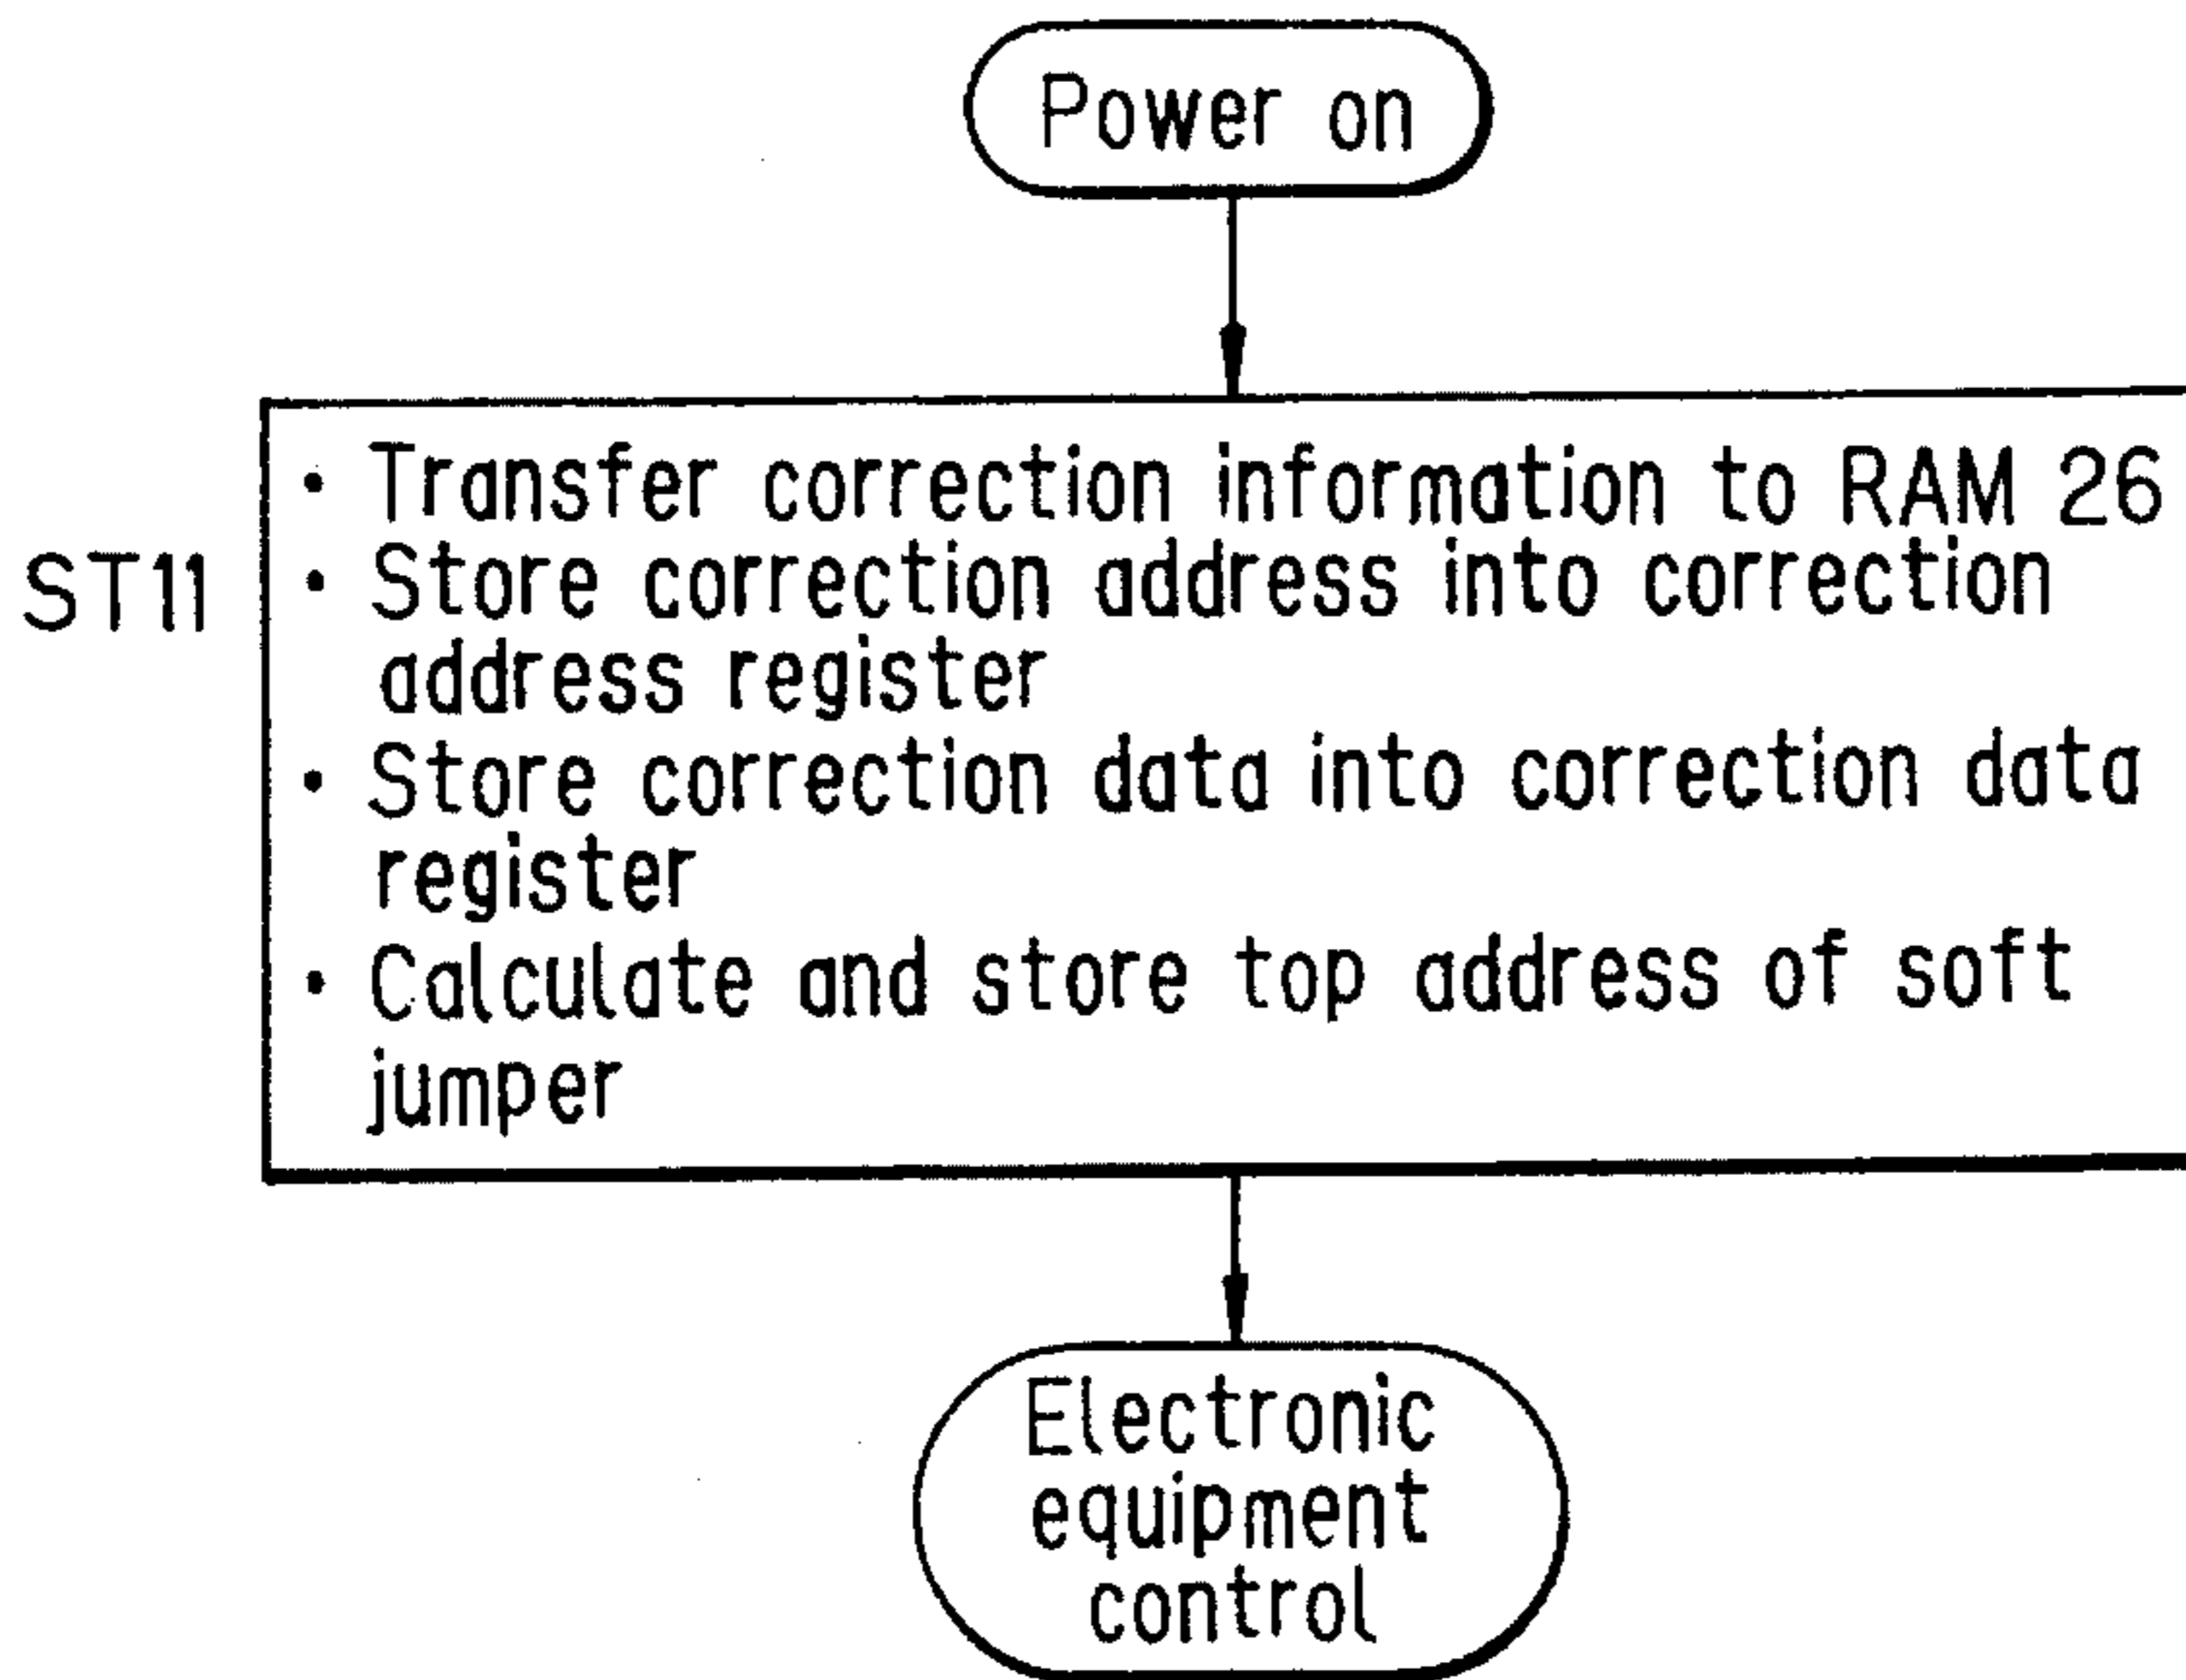 Power on
ST11
· Transfer correction information to RAM 26
· Store correction address into correction
address register
· Store correction data into correction data
register
· Calculate and store top address of soft
jumper
Electronic
equipment
control